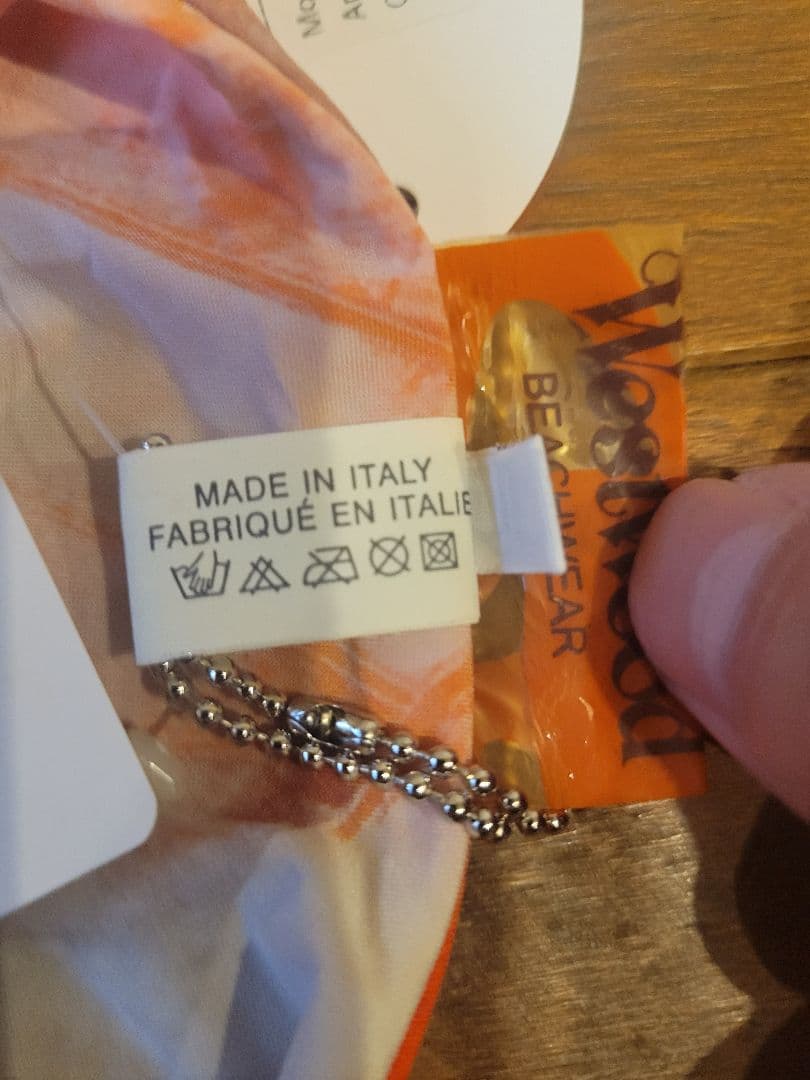 MADE IN ITALY
FABRIQUÉ EN ITALIE
Westwood
BEACHWEAR